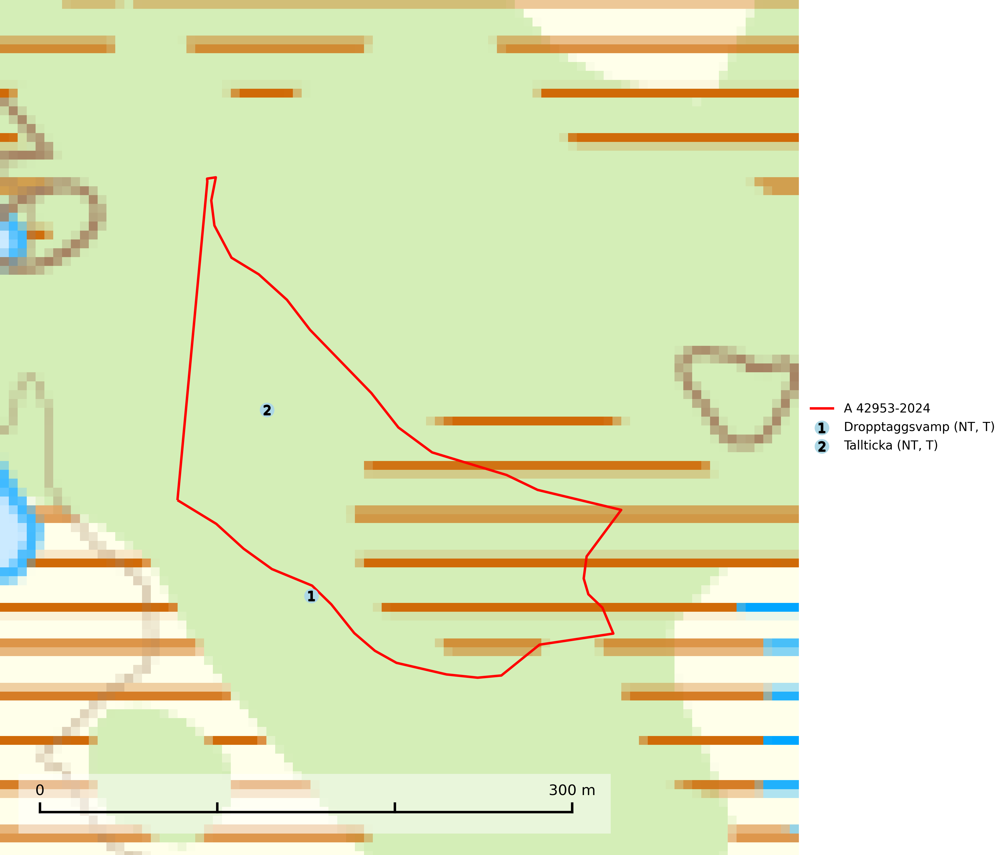 2
1
A 42953-2024
1 Dropptaggsvamp (NT, T)
2 Tallticka (NT, T)
0 300 m